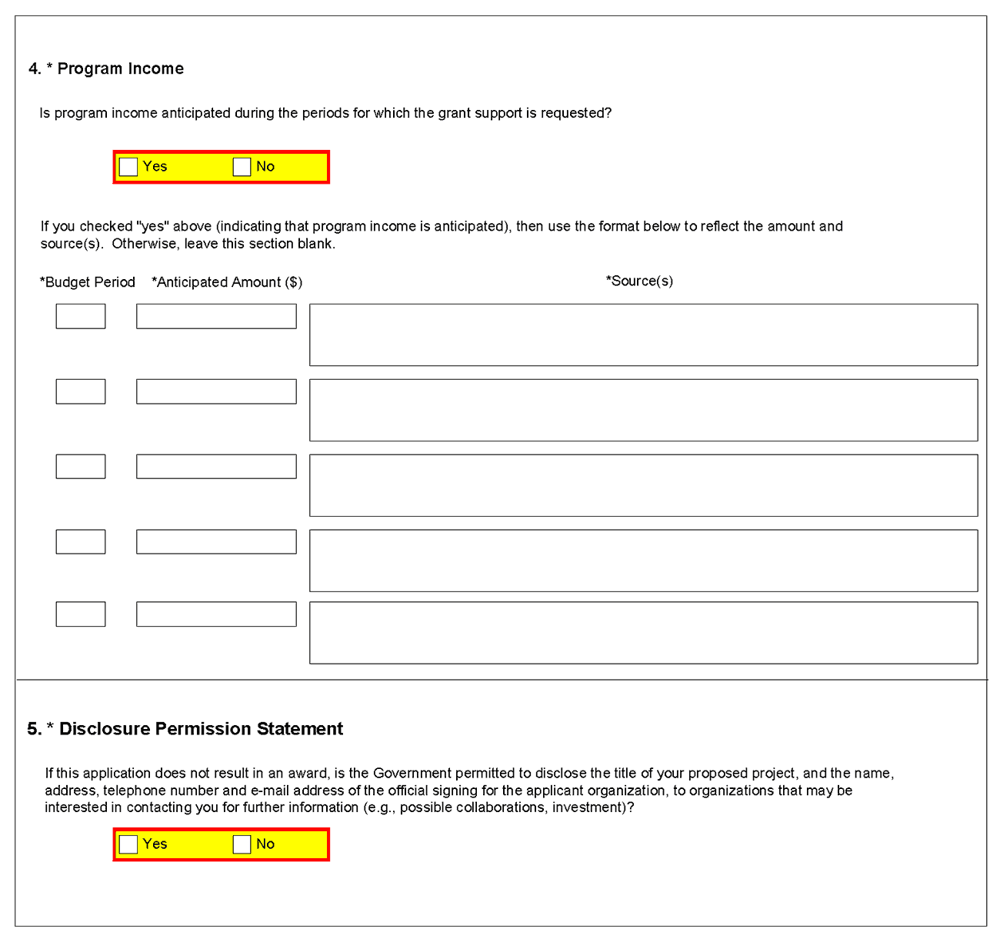 4. * Program Income
Is program income anticipated during the periods for which the grant support is requested?
Yes No
If you checked "yes" above (indicating that program income is anticipated), then use the format below to reflect the amount and
source(s). Otherwise, leave this section blank.
*Budget Period *Anticipated Amount ($) *Source(s)
5. * Disclosure Permission Statement
If this application does not result in an award, is the Government permitted to disclose the title of your proposed project, and the name,
address, telephone number and e-mail address of the official signing for the applicant organization, to organizations that may be
interested in contacting you for further information (e.g., possible collaborations, investment)?
Yes No